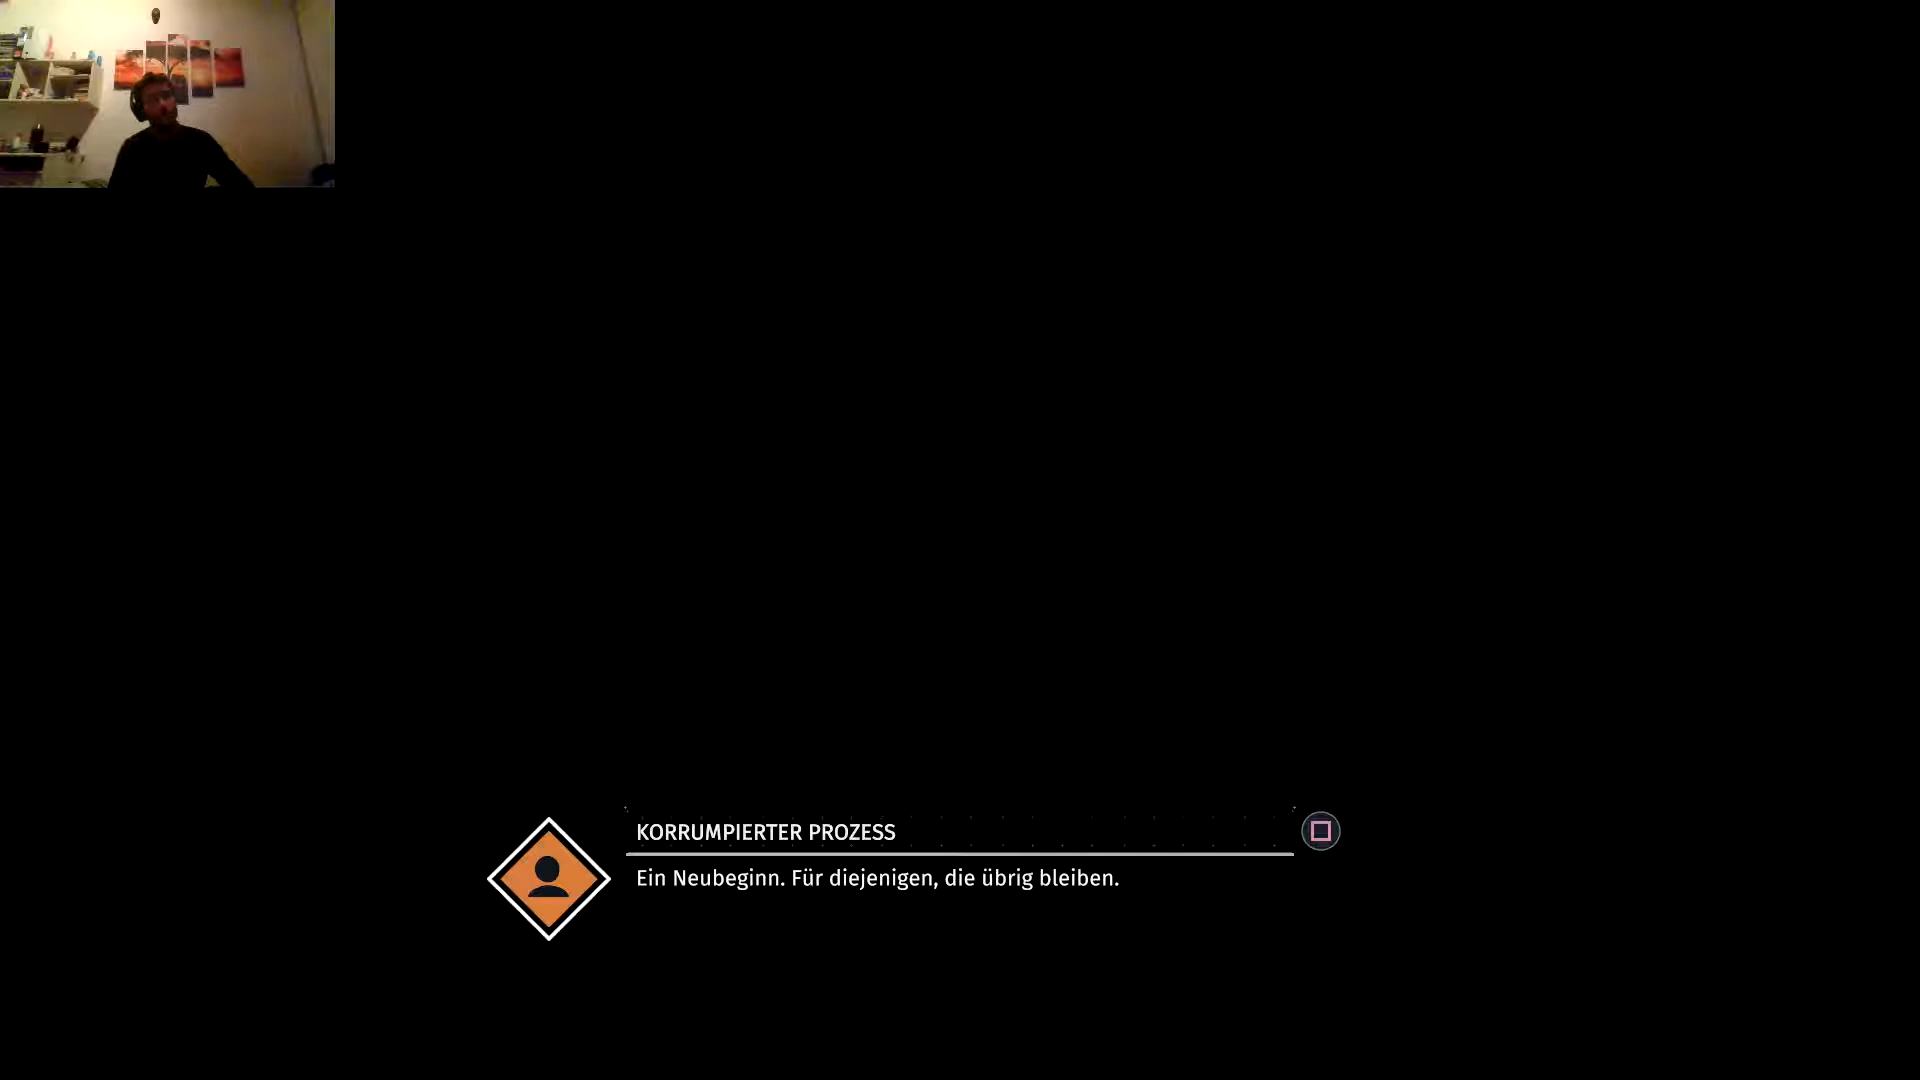 KORRUMPIERTER PROZESS
Ein Neubeginn. Für diejenigen, die übrig bleiben.